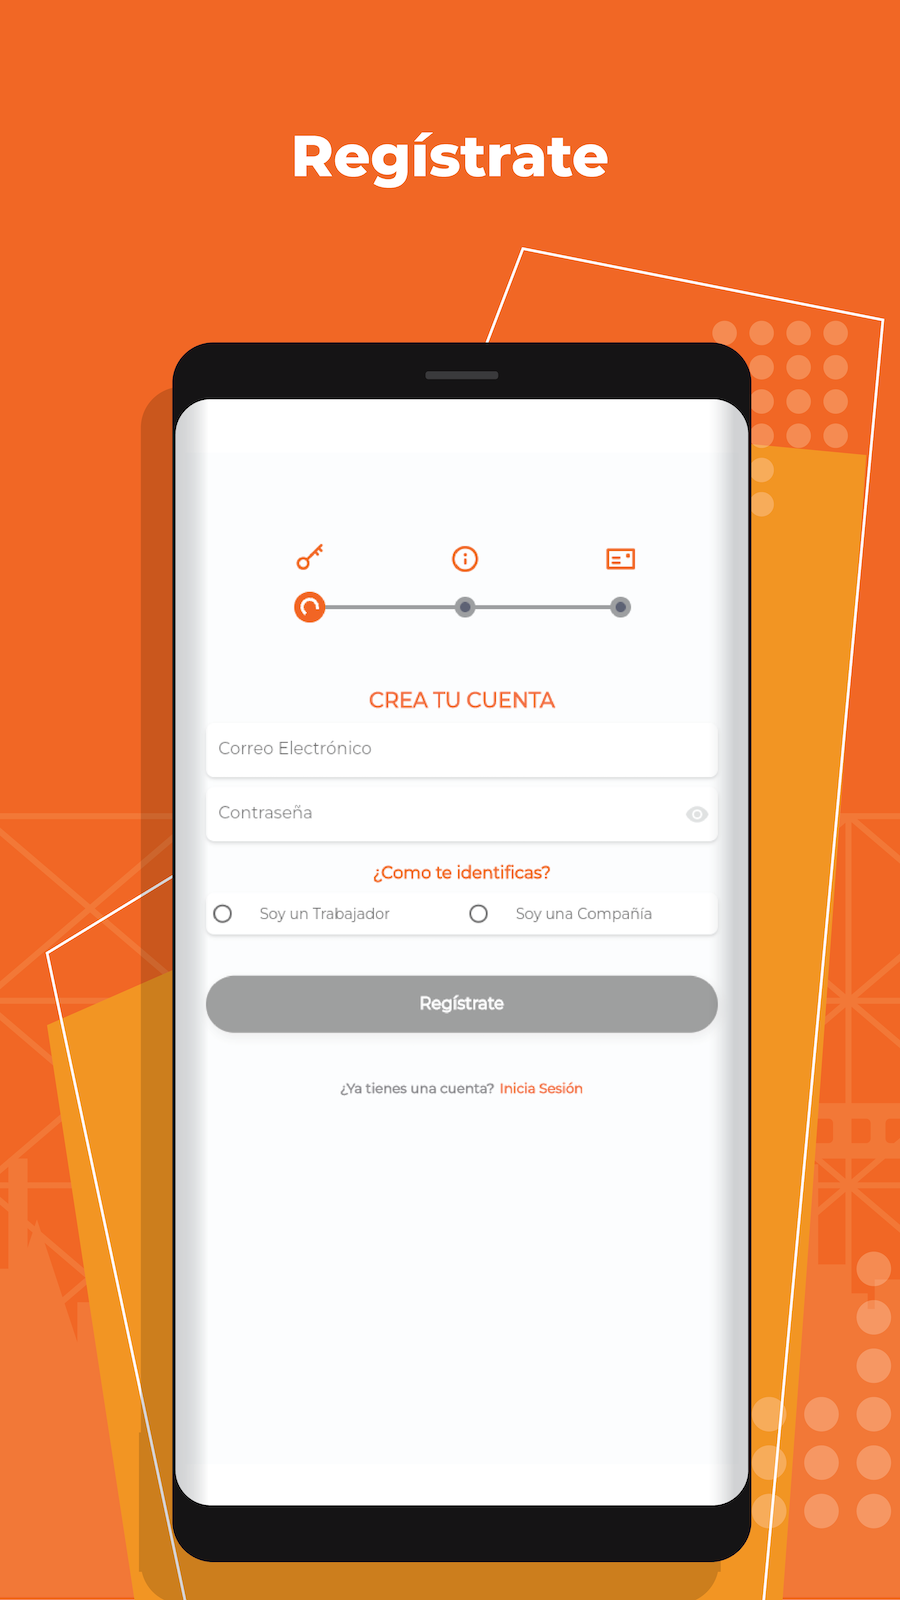 Regístrate
CREA TU CUENTA
Correo Electrónico
Contraseña
¿Como te identificas?
Soy un Trabajador
Soy una Compañía
Regístrate
¿Ya tienes una cuenta? Inicia Sesión